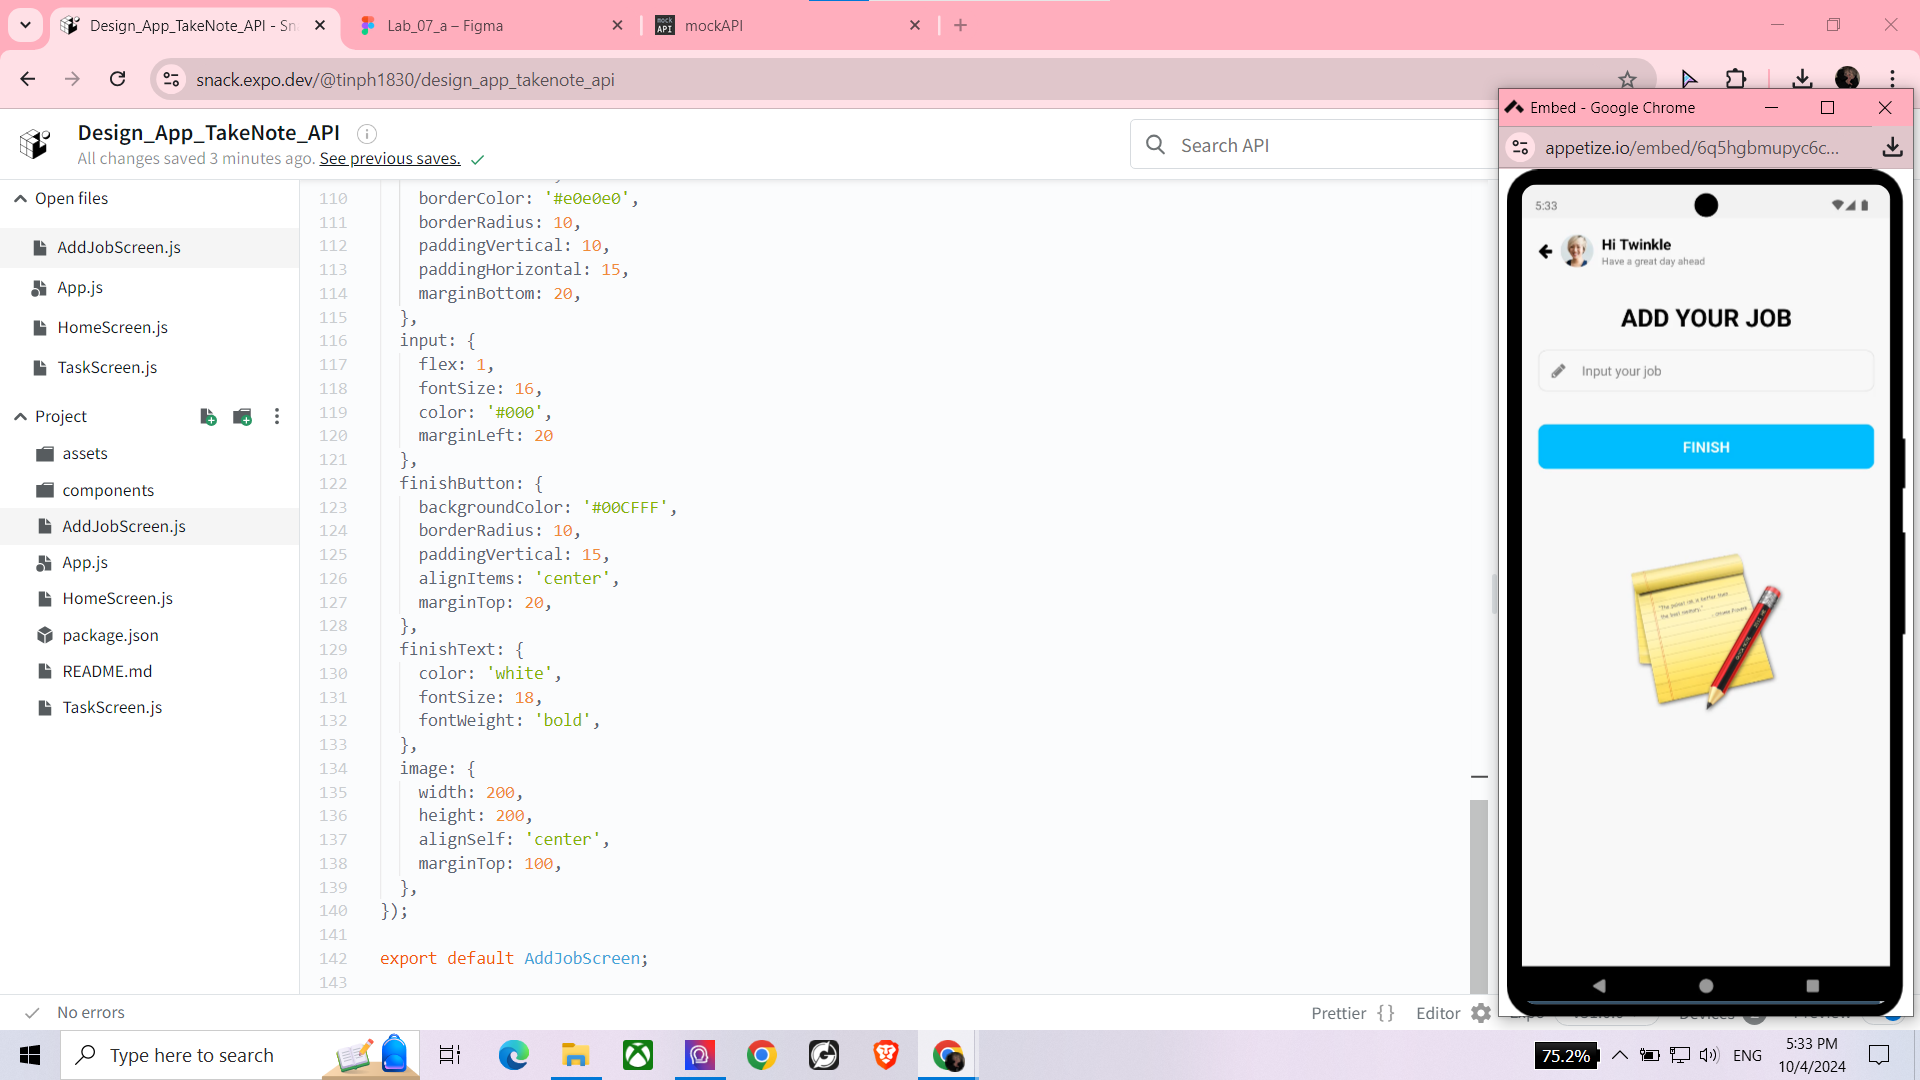 Design_App_TakeNote_API - Sn
Lab_07_a – Figma
mock API
mockAPI
snack.expo.dev/@tinph1830/design_app_takenote_api
Design_App_TakeNote_API
All changes saved 3 minutes ago. See previous saves.
Search API
Open files
AddJobScreen.js
App.js
HomeScreen.js
TaskScreen.js
Project
assets
components
AddJobScreen.js
App.js
HomeScreen.js
package.json
README.md
TaskScreen.js
110 borderColor: '#e0e0e0',
111 borderRadius: 10,
112 paddingVertical: 10,
113 paddingHorizontal: 15,
114 marginBottom: 20,
115 },
116 input: {
117 flex: 1,
118 fontSize: 16,
119 color: '#000',
120 marginLeft: 20
121 },
122 finishButton: {
123 backgroundColor: '#00CFFF',
124 borderRadius: 10,
125 paddingVertical: 15,
126 alignItems: 'center',
127 marginTop: 20,
128 },
129 finishText: {
130 color: 'white',
131 fontSize: 18,
132 fontWeight: 'bold',
133 },
134 image: {
135 width: 200,
136 height: 200,
137 alignSelf: 'center',
138 marginTop: 100,
139 },
140 });
141
142 export default AddJobScreen;
143
Embed - Google Chrome
appetize.io/embed/6q5hgbmupyc6c...
5:33
Hi Twinkle
Have a great day ahead
ADD YOUR JOB
Input your job
FINISH
No errors
Prettier {}
Editor
Type here to search
75.2%
ENG
5:33 PM
10/4/2024